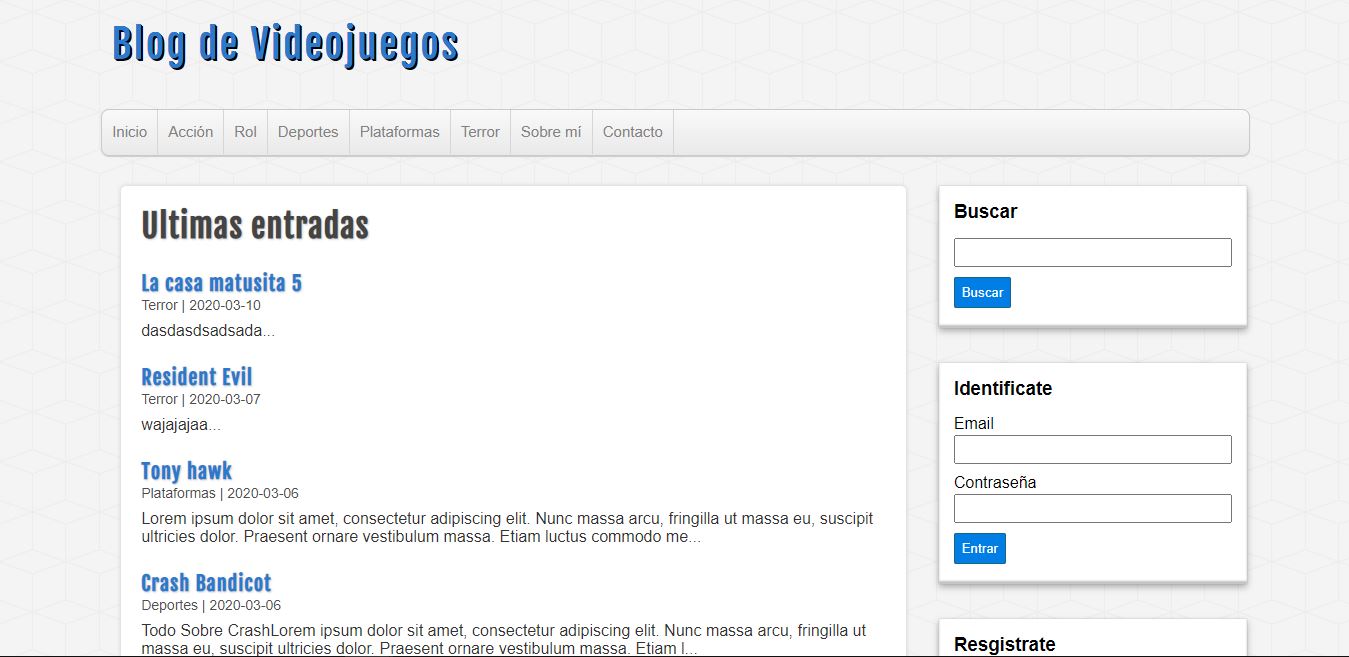 Blog de Videojuegos
Inicio Acción Rol Deportes Plataformas Terror Sobre mí Contacto
Ultimas entradas
La casa matusita 5
Terror | 2020-03-10
dasdasdsadsada...
Resident Evil
Terror | 2020-03-07
wajajajaa...
Tony hawk
Plataformas | 2020-03-06
Lorem ipsum dolor sit amet, consectetur adipiscing elit. Nunc massa arcu, fringilla ut massa eu, suscipit
ultricies dolor. Praesent ornare vestibulum massa. Etiam luctus commodo me...
Crash Bandicot
Deportes | 2020-03-06
Todo Sobre CrashLorem ipsum dolor sit amet, consectetur adipiscing elit. Nunc massa arcu, fringilla ut
massa eu, suscipit ultricies dolor. Praesent ornare vestibulum massa. Etiam l...
Buscar
Buscar
Identificate
Email
Contraseña
Entrar
Resgistrate